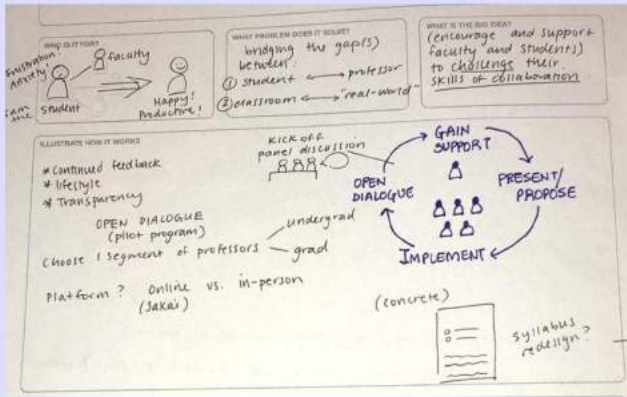 WHO IS IT FOR?
Frustration!
Anxiety!
faculty
student
Happy!
Productive!
WHAT PROBLEM DOES IT SOLVE?
bridging the gap(s)
between:
① student ⟷ professor
② classroom ⟷ "real-world"
WHAT IS THE BIG IDEA?
(encourage and support
faculty and students)
to challenge their
skills of collaboration.
ILLUSTRATE HOW IT WORKS
* Continued feedback
* lifestyle
* Transparency
OPEN DIALOGUE
(pilot program)
Choose 1 segment of professors
undergrad
grad
Platform? Online vs. in-person
(Sakai)
Kick off
panel discussion
GAIN
SUPPORT
PRESENT/
PROPOSE
IMPLEMENT
OPEN
DIALOGUE
(concrete)
syllabus
redesign?